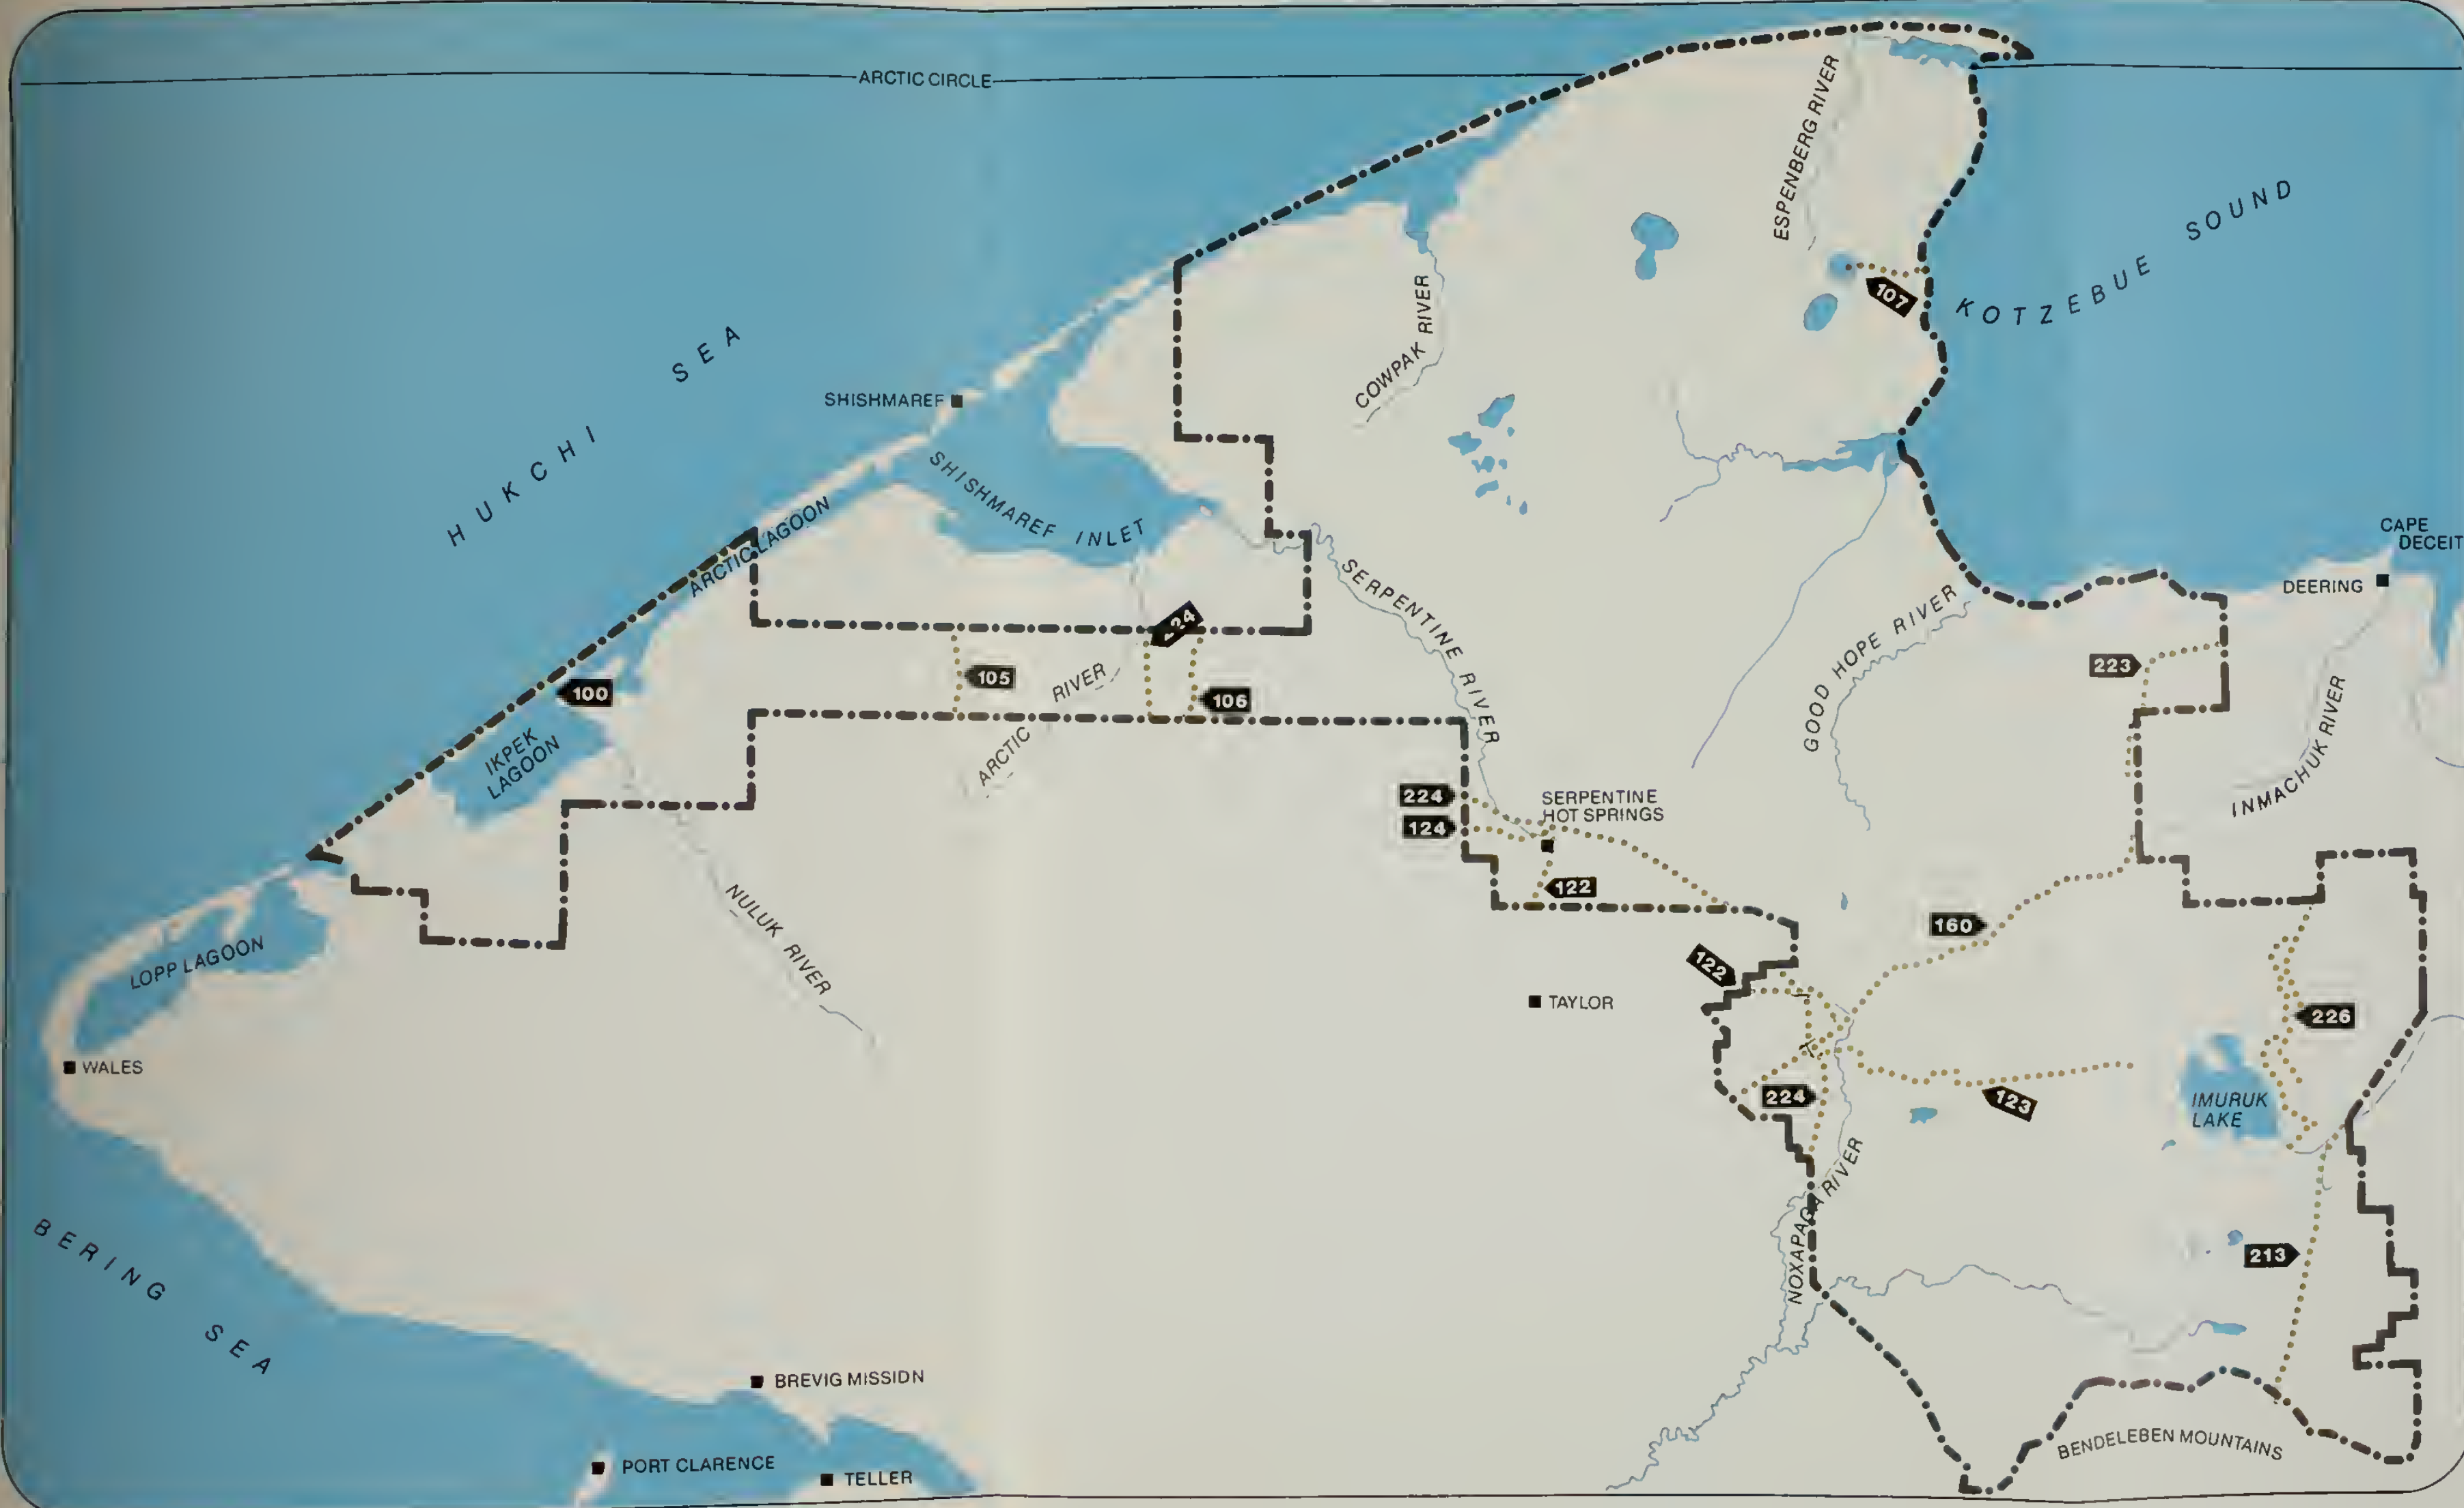 ARCTIC CIRCLE
ESPENBERG RIVER
KOTZEBUE SOUND
107
COWPAK RIVER
HUKCHI SEA
SHISHMAREF
SHISHMAREF INLET
ARCTIC LAGOON
CAPE
DECEIT
DEERING
SERPENTINE RIVER
GOOD HOPE RIVER
223
INMACHUK RIVER
224
105
106
100
ARCTIC RIVER
IKPEK
LAGOON
224
124
SERPENTINE
HOT SPRINGS
122
NULUK RIVER
LOPP LAGOON
160
122
TAYLOR
226
WALES
224
123
IMURUK
LAKE
NOXAPAGA RIVER
213
BERING SEA
BREVIG MISSIDN
PORT CLARENCE
TELLER
BENDELEBEN MOUNTAINS